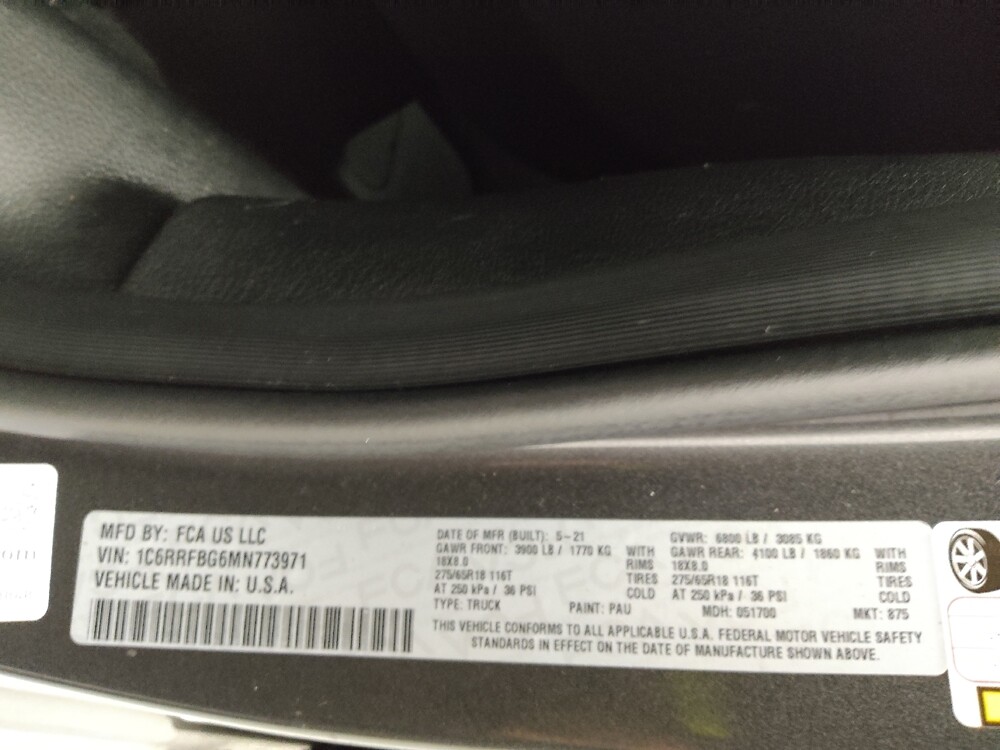 MFD BY: FCA US LLC
VIN: 1C6RRFBG6MN773971
VEHICLE MADE IN: U.S.A.
DATE OF MFR (BUILT): 5-21
GAWR FRONT: 3900 LB / 1770 KG WITH
18X8.0 RIMS
275/65R18 116T TIRES
AT 250 kPa / 36 PSI COLD
TYPE: TRUCK PAINT: PAU
GVWR: 6800 LB / 3085 KG
GAWR REAR: 4100 LB / 1860 KG WITH
18X8.0 RIMS
275/65R18 116T TIRES
AT 250 kPa / 36 PSI COLD
MDH: 051700 MKT: 875
THIS VEHICLE CONFORMS TO ALL APPLICABLE U.S.A. FEDERAL MOTOR VEHICLE SAFETY
STANDARDS IN EFFECT ON THE DATE OF MANUFACTURE SHOWN ABOVE.